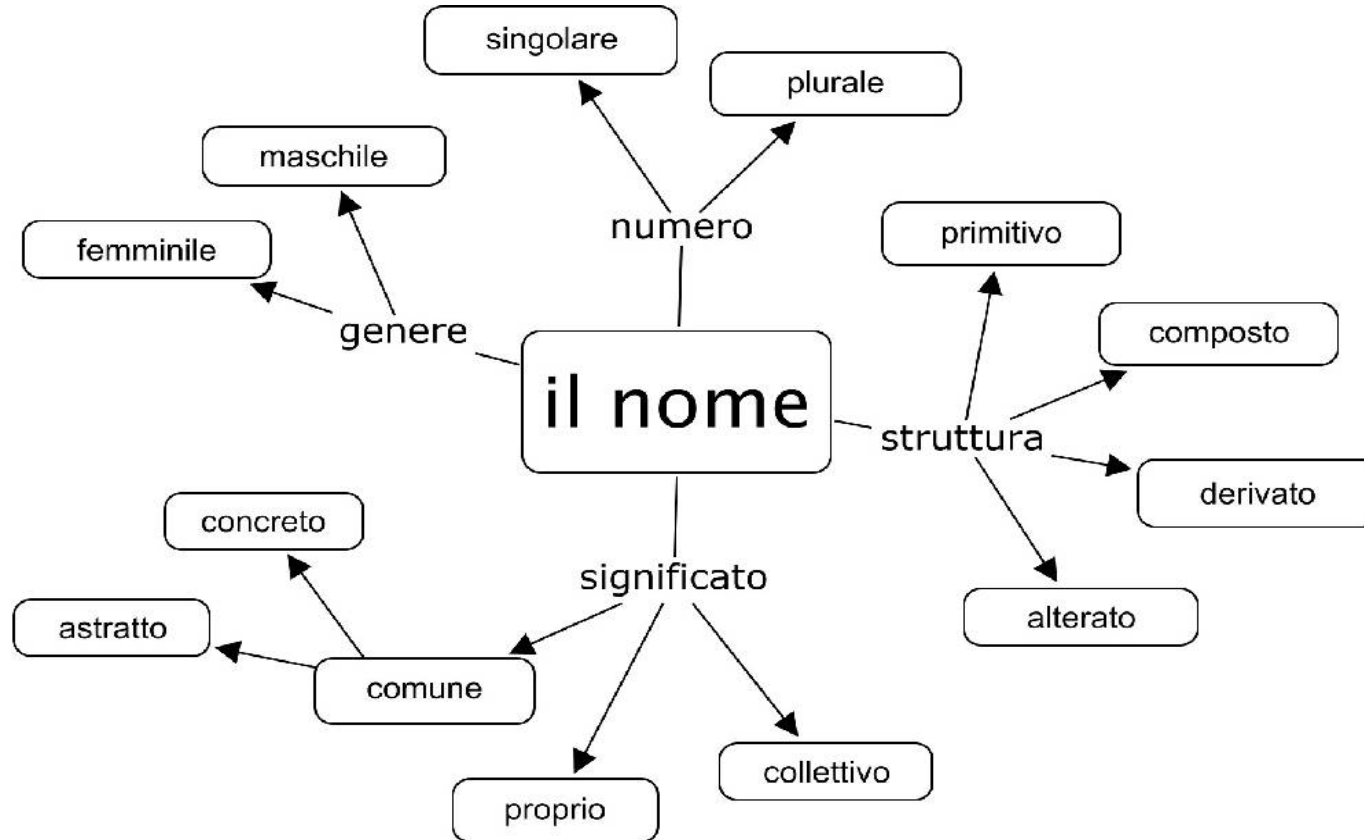 singolare
plurale
maschile
numero
primitivo
femminile
genere
composto
il nome
struttura
derivato
concreto
significato
alterato
astratto
comune
collettivo
proprio